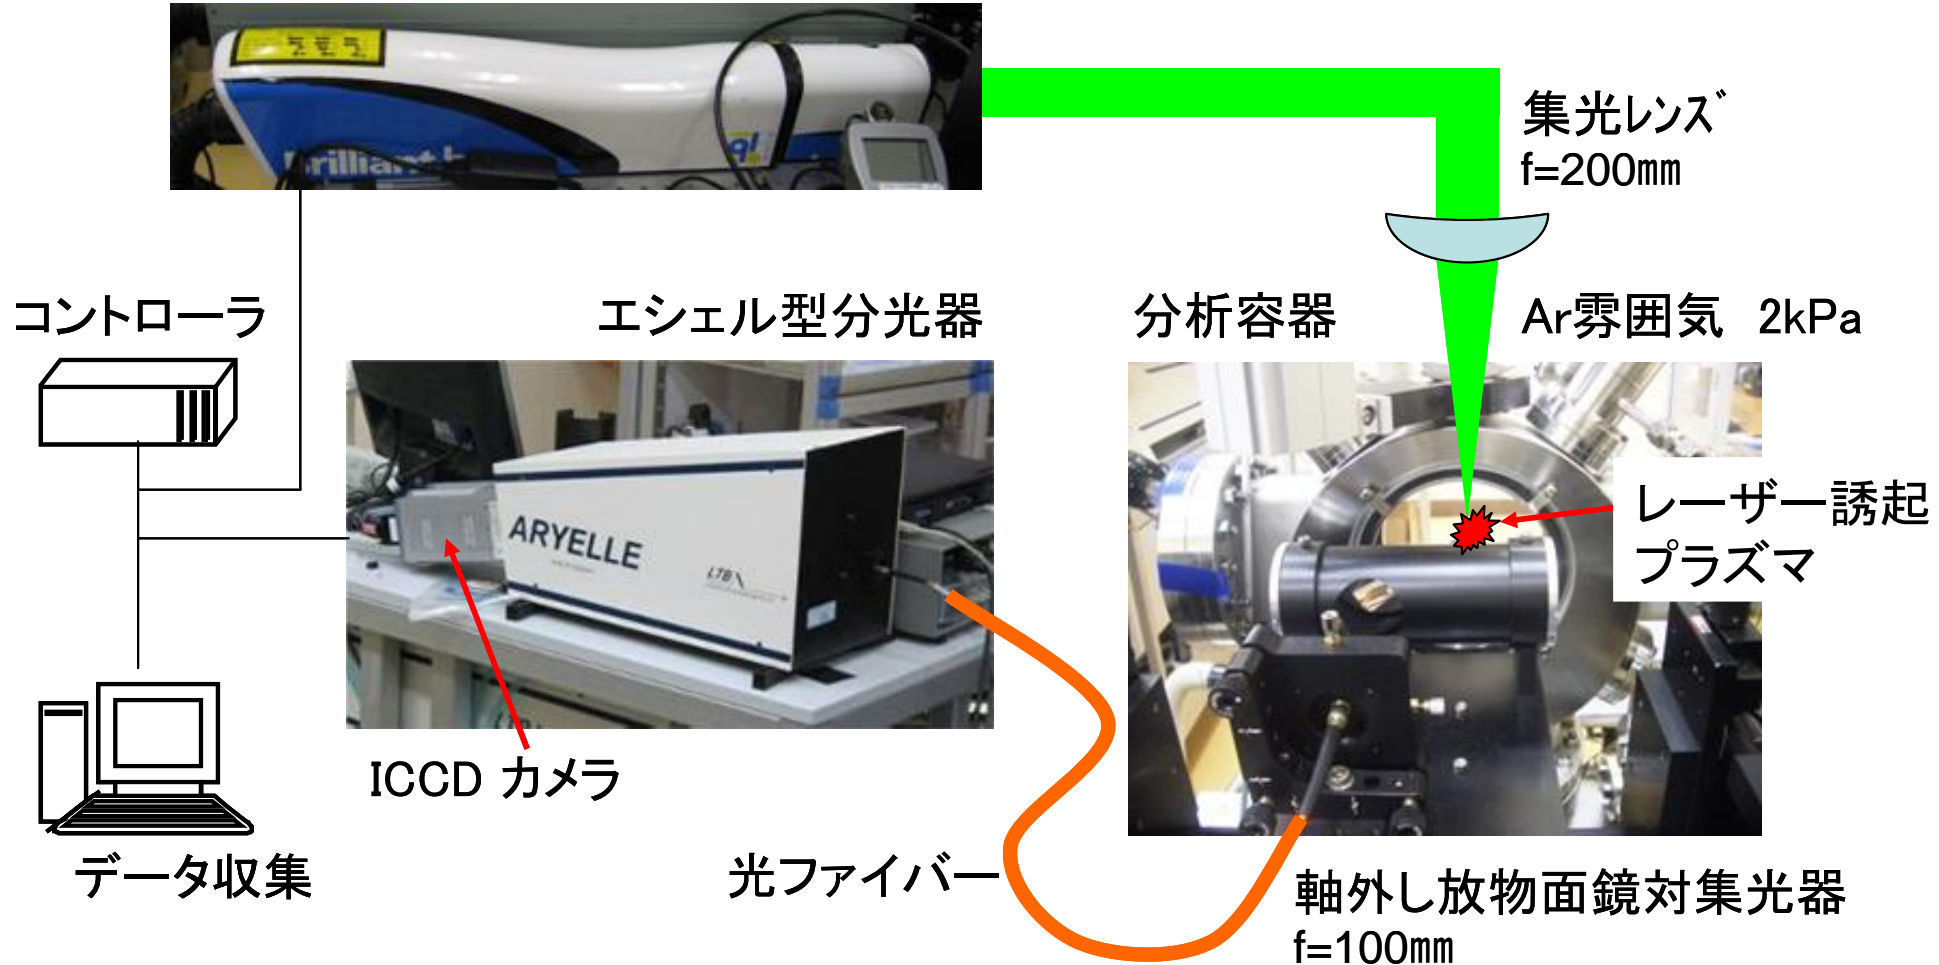 Brilliant b
ql
集光レンズ
f=200㎜
コントローラ
エシェル型分光器
分析容器
Ar雰囲気 2kPa
ARYELLE
LTB
レーザー誘起
プラズマ
ICCD カメラ
データ収集
光ファイバー
軸外し放物面鏡対集光器
f=100㎜